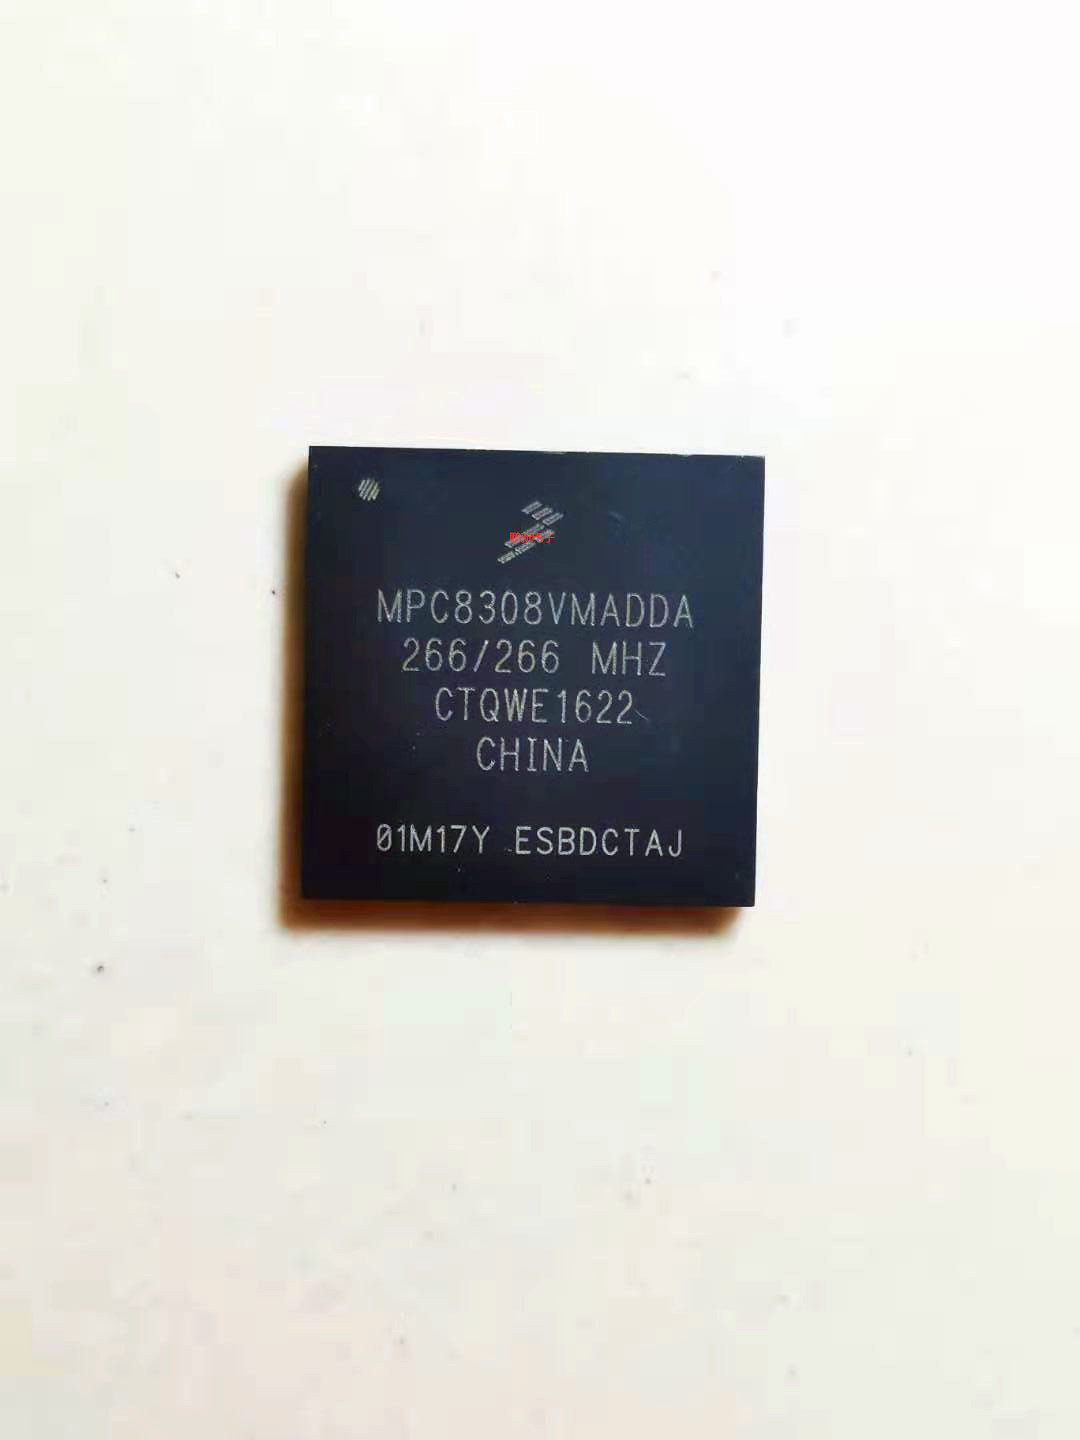 MPC8308VMADDA
266/266 MHZ
CTQWE1622
CHINA
01M17Y ESBDCTAJ